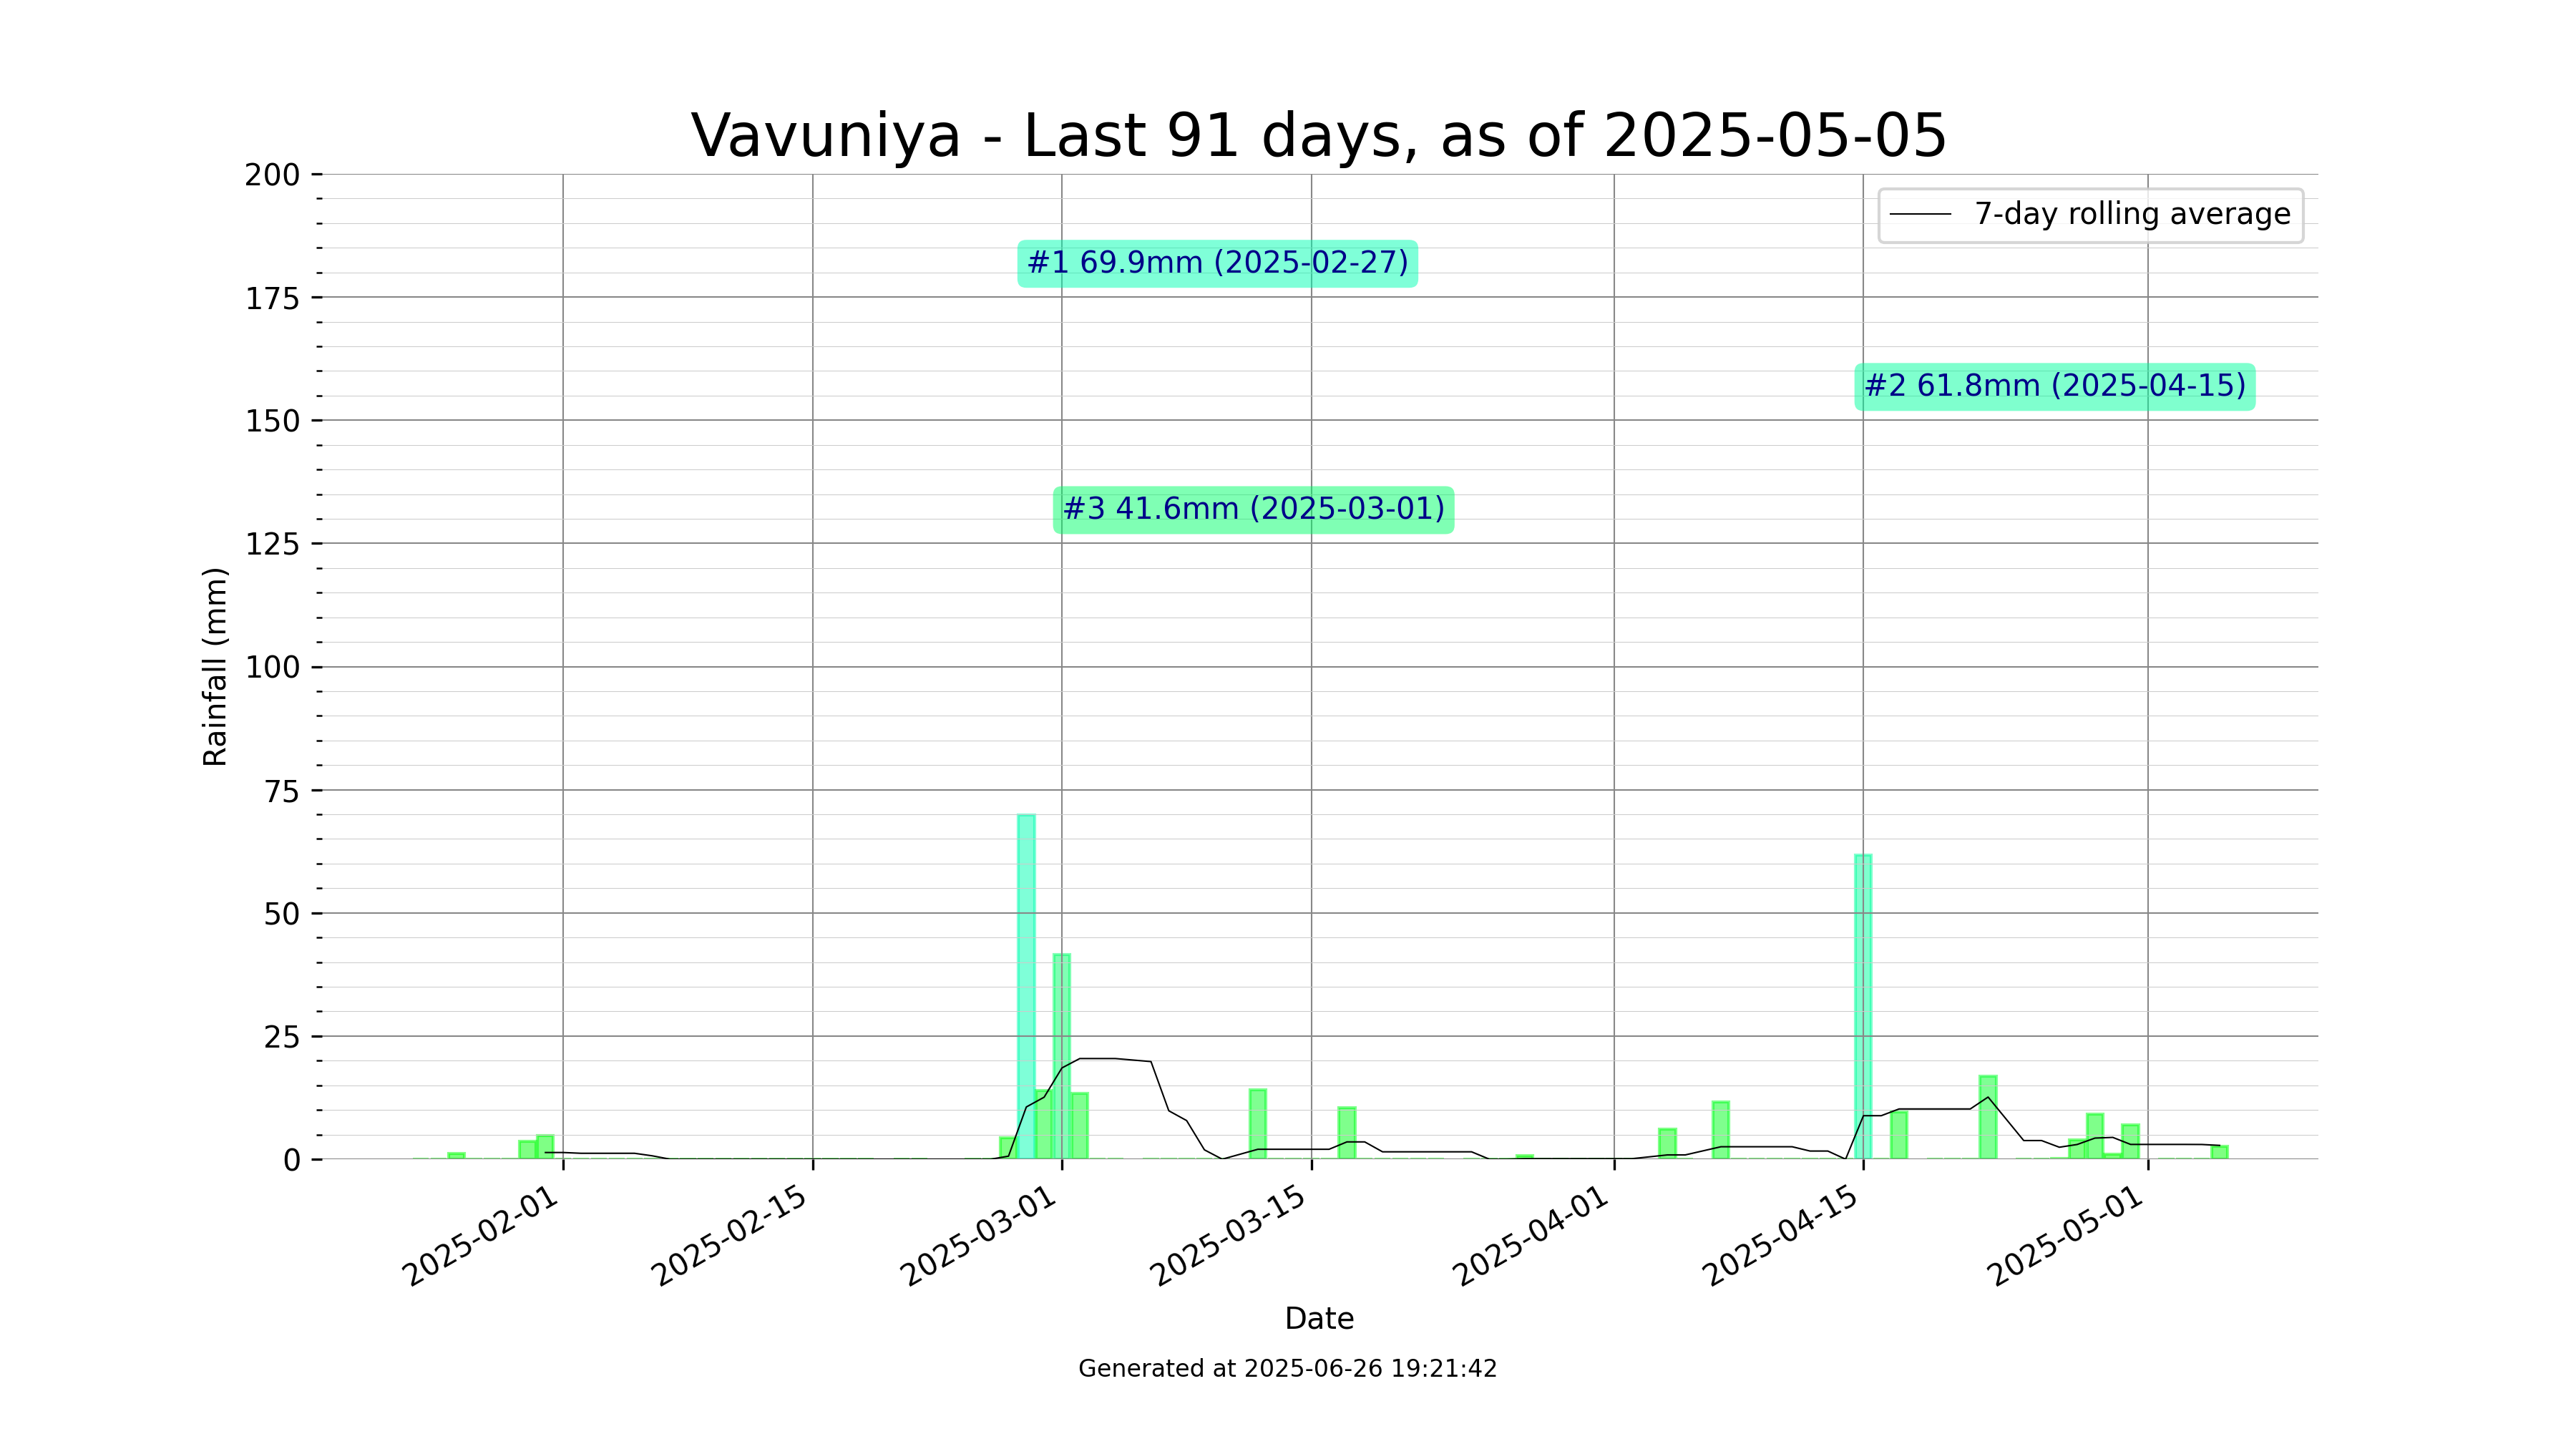 Vavuniya - Last 91 days, as of 2025-05-05
200
7-day rolling average
#1 69.9mm (2025-02-27)
175
#2 61.8mm (2025-04-15)
150
#3 41.6mm (2025-03-01)
125
100
75
50
25
0
Rainfall (mm)
2025-02-01
2025-02-15
2025-03-01
2025-03-15
2025-04-01
2025-04-15
2025-05-01
Date
Generated at 2025-06-26 19:21:42